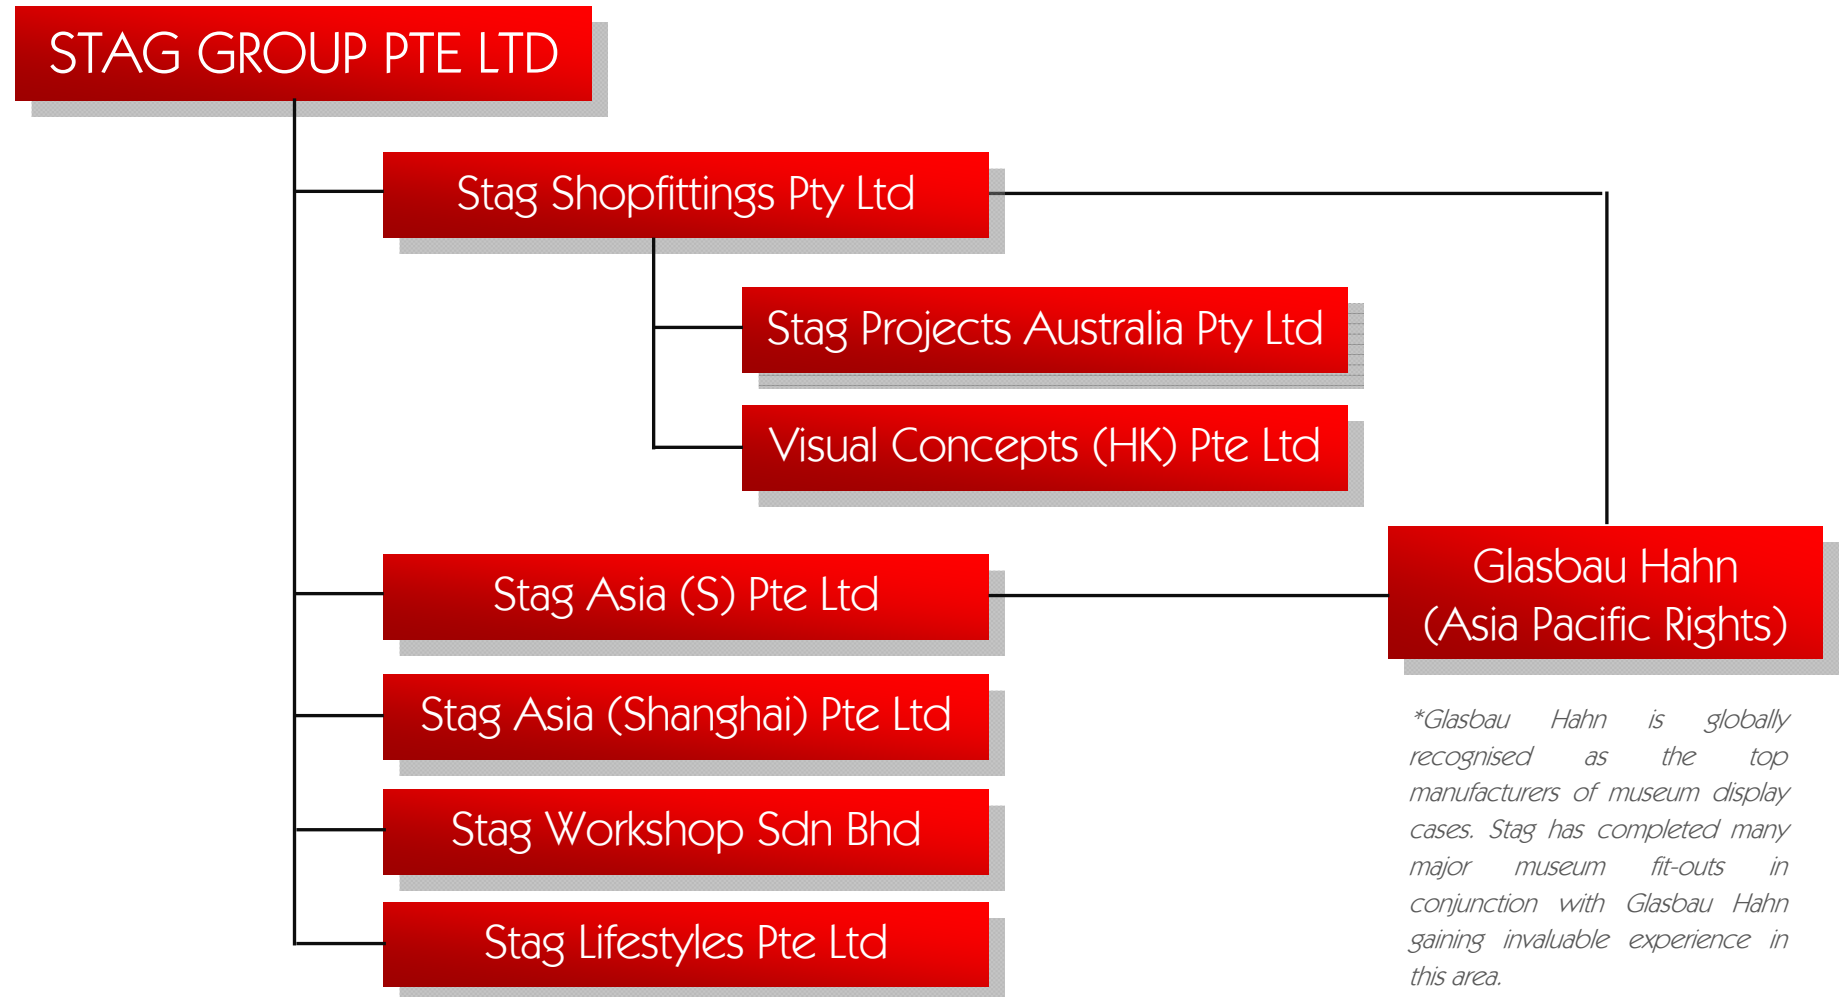 STAG GROUP PTE LTD
Stag Shopfittings Pty Ltd
Stag Projects Australia Pty Ltd
Visual Concepts (HK) Pte Ltd
Stag Asia (S) Pte Ltd
Glasbau Hahn
(Asia Pacific Rights)
Stag Asia (Shanghai) Pte Ltd
Stag Workshop Sdn Bhd
Stag Lifestyles Pte Ltd
*Glasbau Hahn is globally
recognised as the top
manufacturers of museum display
cases. Stag has completed many
major museum fit-outs in
conjunction with Glasbau Hahn
gaining invaluable experience in
this area.